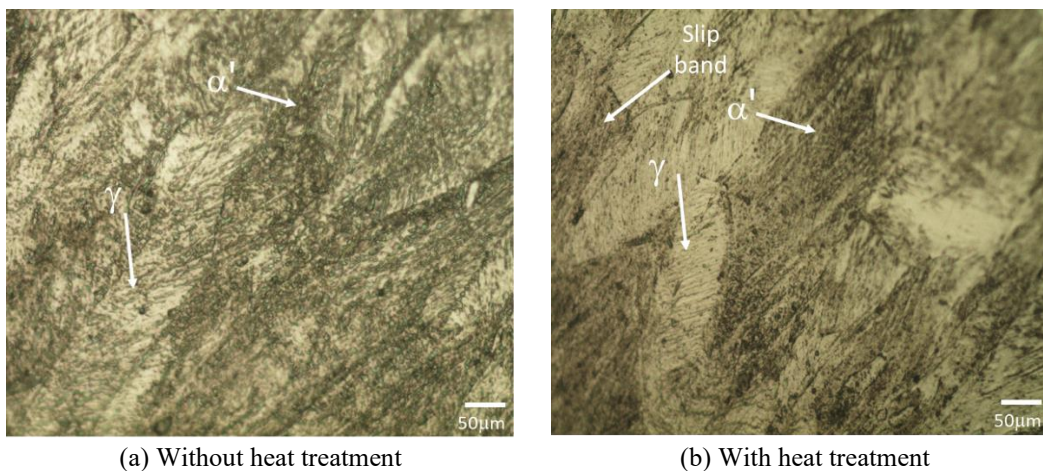 α'
γ
50μm
(a) Without heat treatment
Slip
band
α'
γ
50μm
(b) With heat treatment